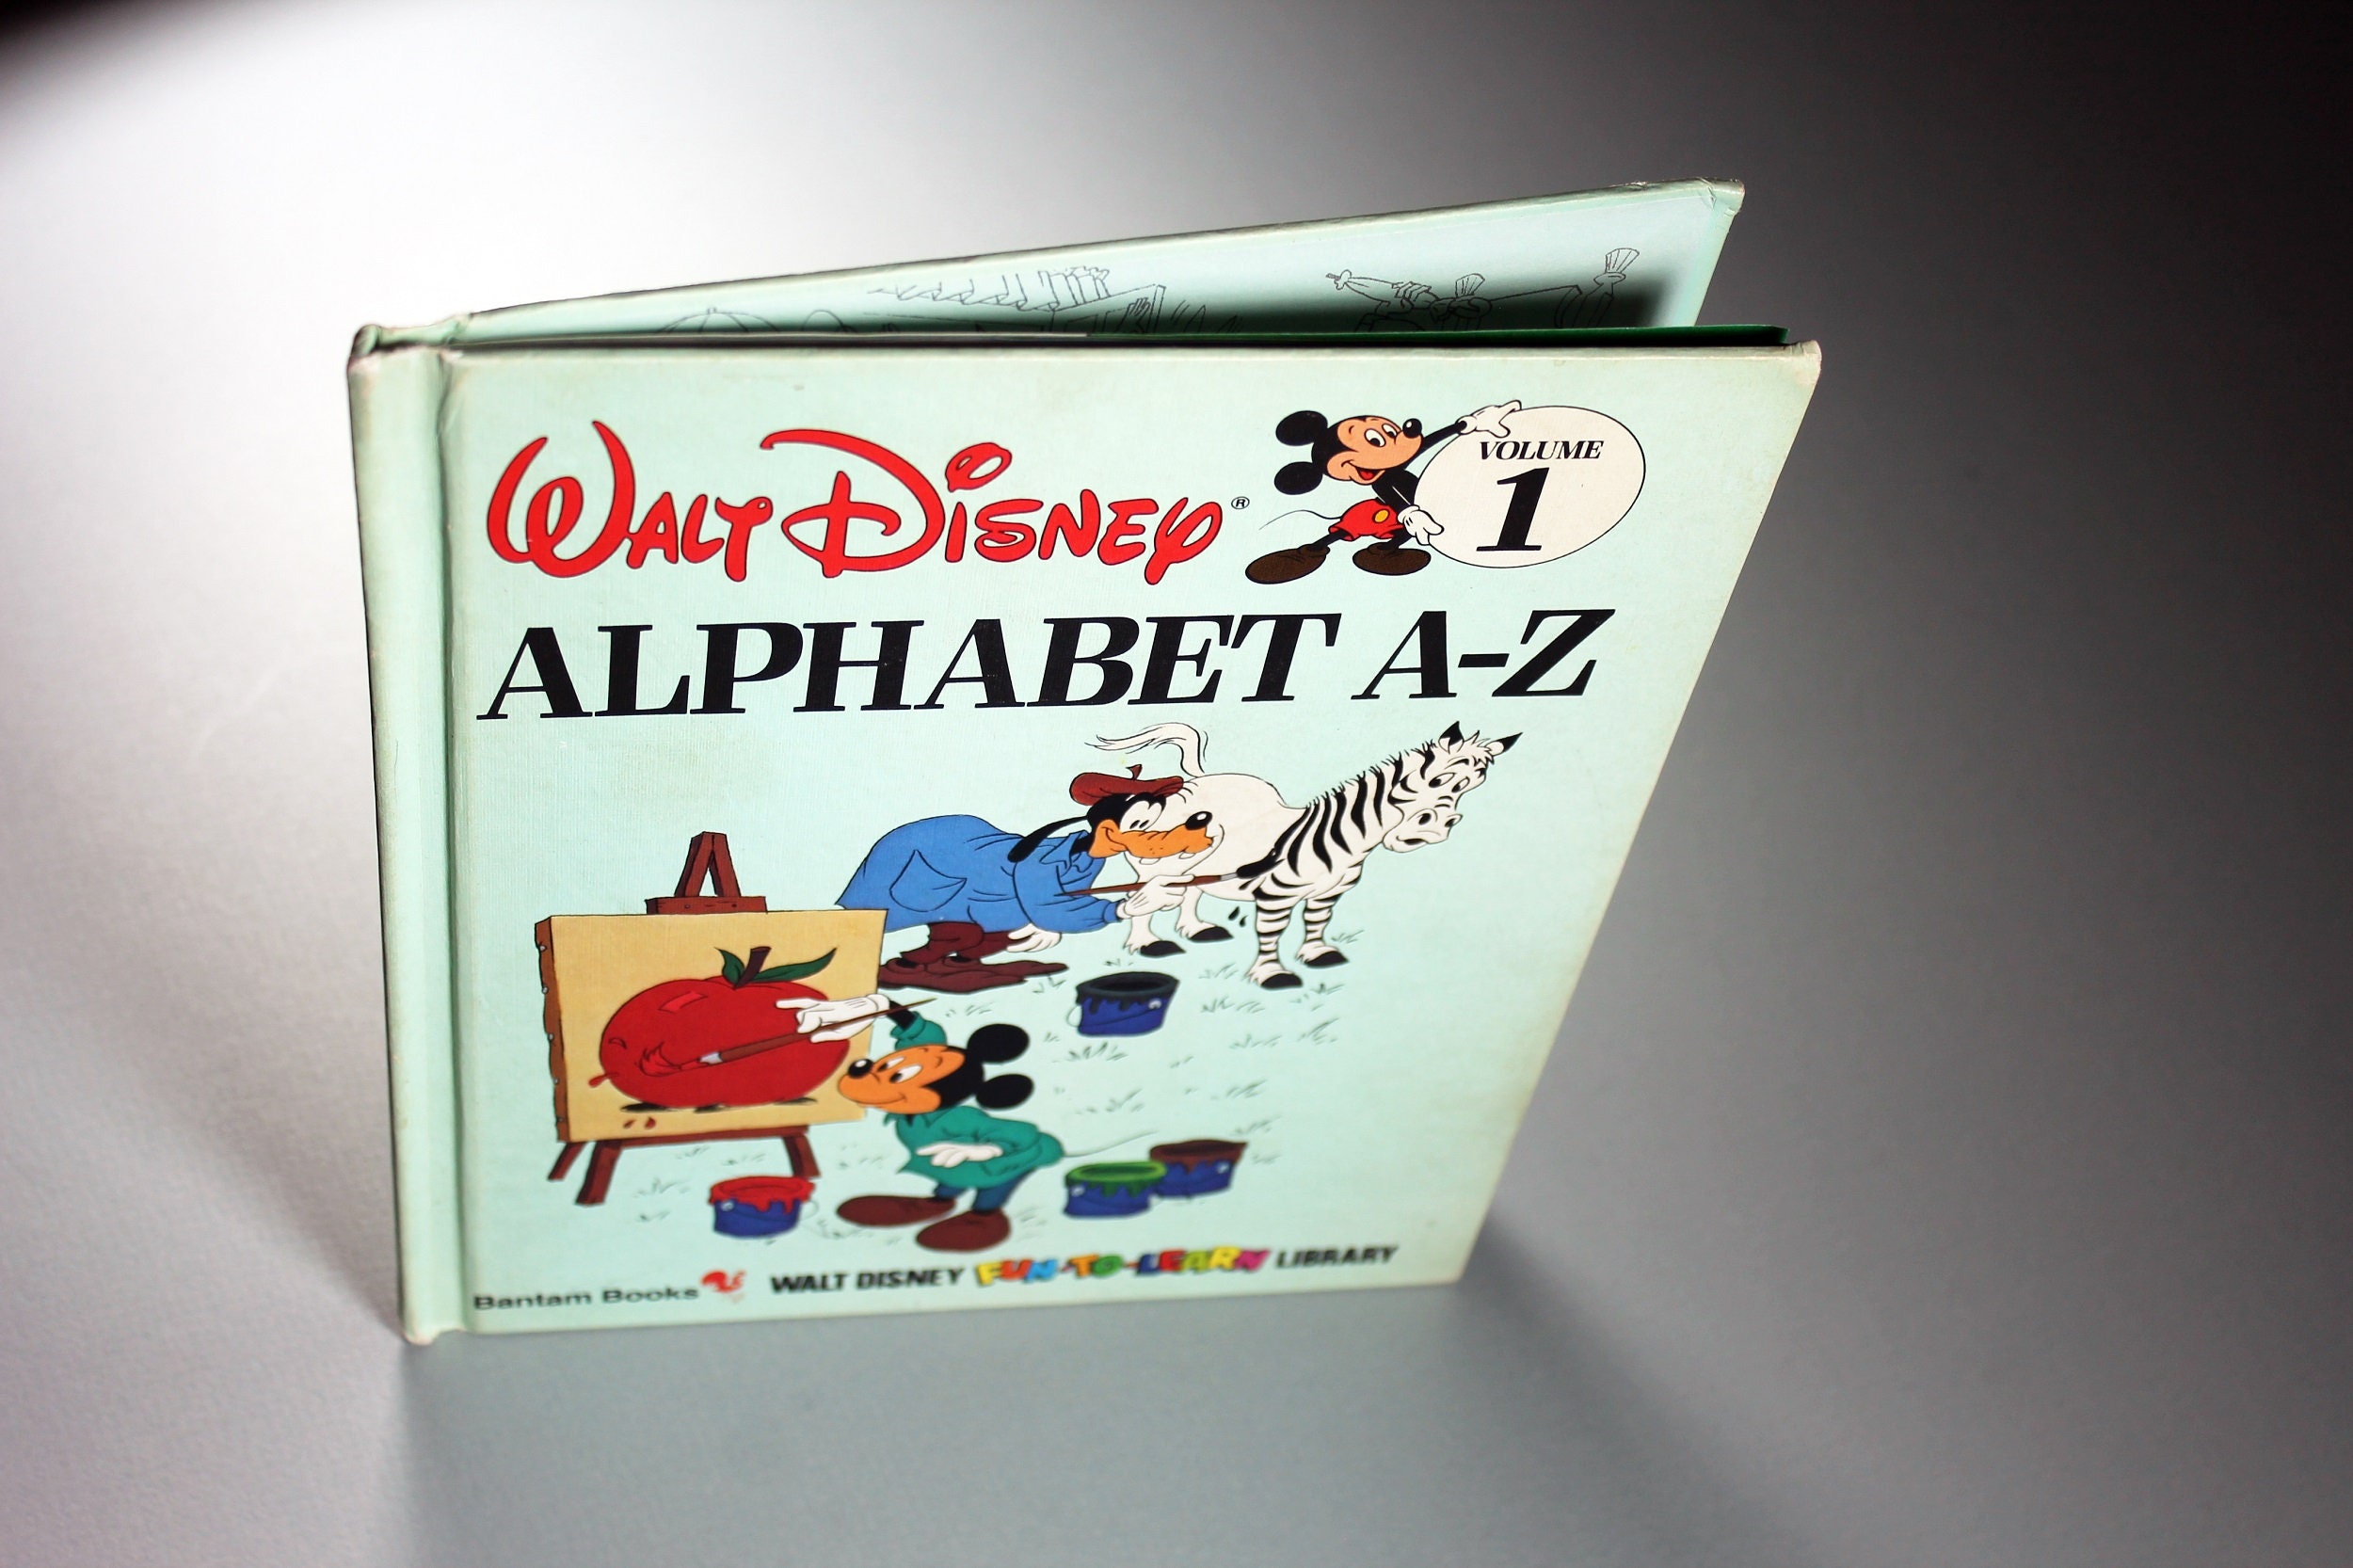 WALT DISNEY®
VOLUME
1
ALPHABET A-Z
Bantam Books
WALT DISNEY FUN-TO-LEARN LIBRARY